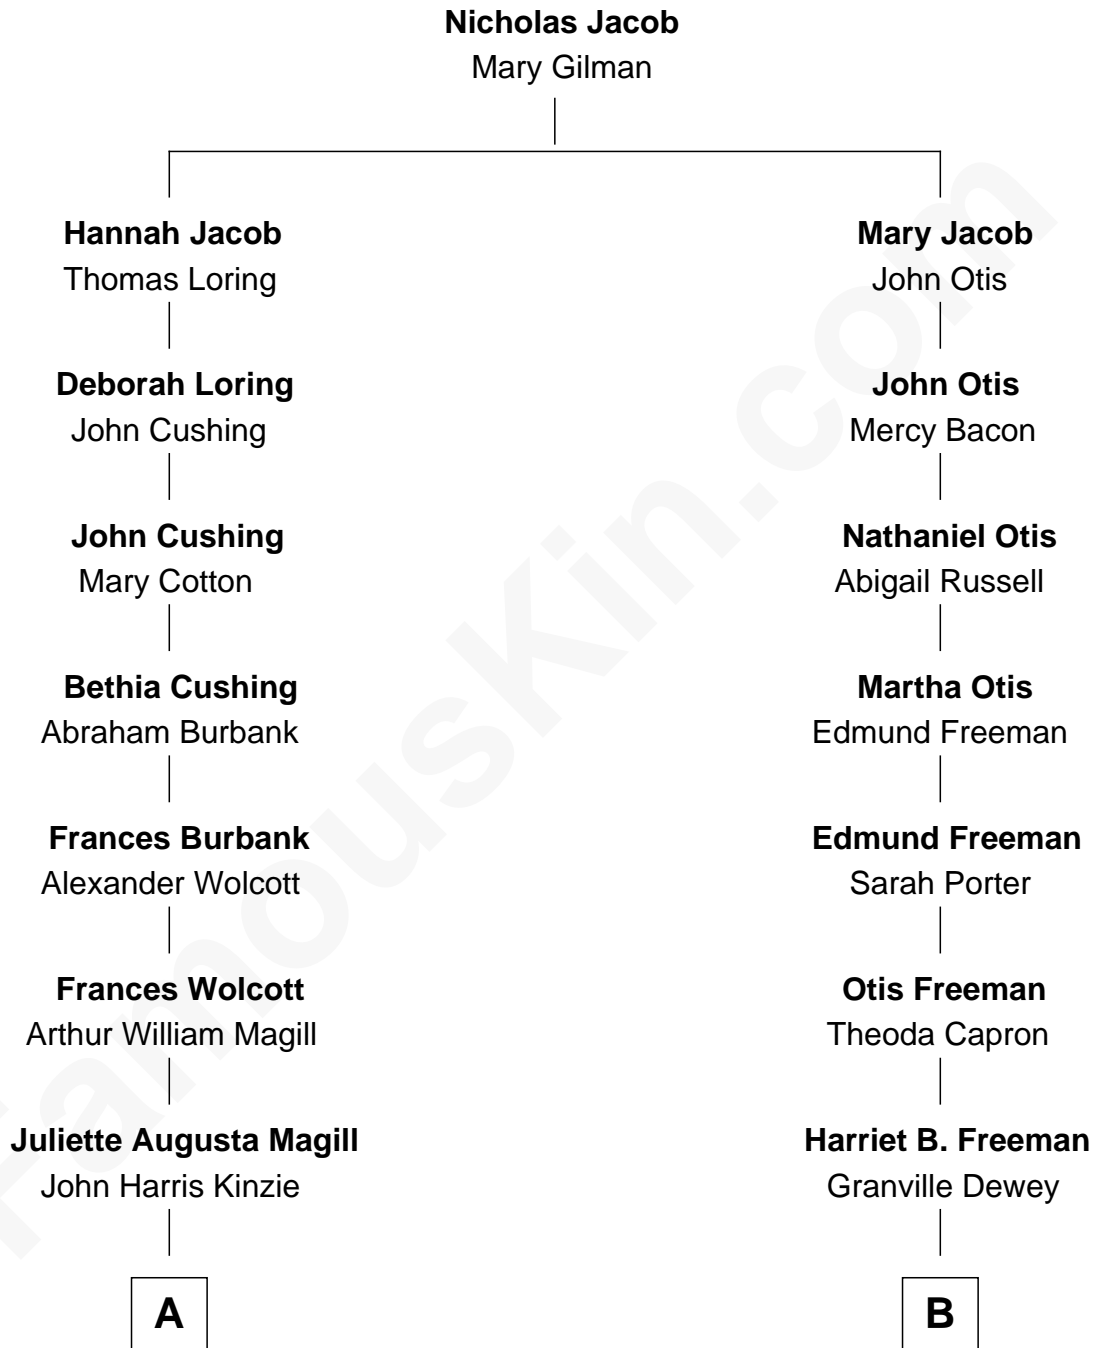 Nicholas Jacob
Mary Gilman
Hannah Jacob
Thomas Loring
Mary Jacob
John Otis
Deborah Loring
John Cushing
John Otis
Mercy Bacon
John Cushing
Mary Cotton
Nathaniel Otis
Abigail Russell
Bethia Cushing
Abraham Burbank
Martha Otis
Edmund Freeman
Frances Burbank
Alexander Wolcott
Edmund Freeman
Sarah Porter
Frances Wolcott
Arthur William Magill
Otis Freeman
Theoda Capron
Juliette Augusta Magill
John Harris Kinzie
Harriet B. Freeman
Granville Dewey
A
B
FamousKin.com